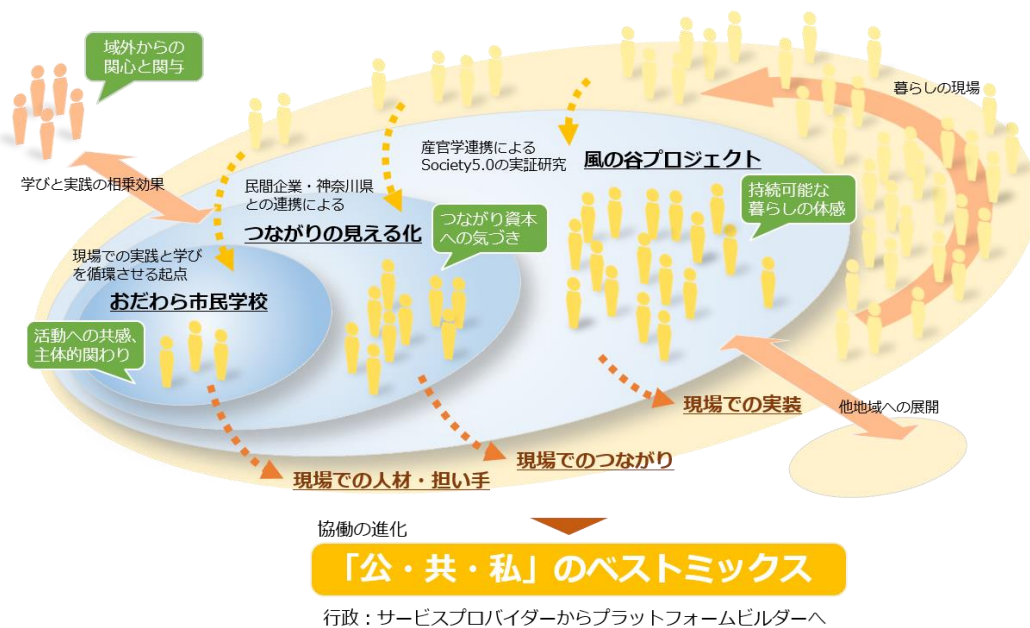 域外からの
関心と関与
暮らしの現場
産官学連携による
Society5.0の実証研究
風の谷プロジェクト
学びと実践の相乗効果
民間企業・神奈川県
との連携による
つながりの見える化
つながり資本
への気づき
持続可能な
暮らしの体感
現場での実践と学び
を循環させる起点
おだわら市民学校
活動への共感、
主体的関わり
現場での実装
他地域への展開
現場でのつながり
現場での人材・担い手
協働の進化
「公・共・私」のベストミックス
行政：サービスプロバイダーからプラットフォームビルダーへ